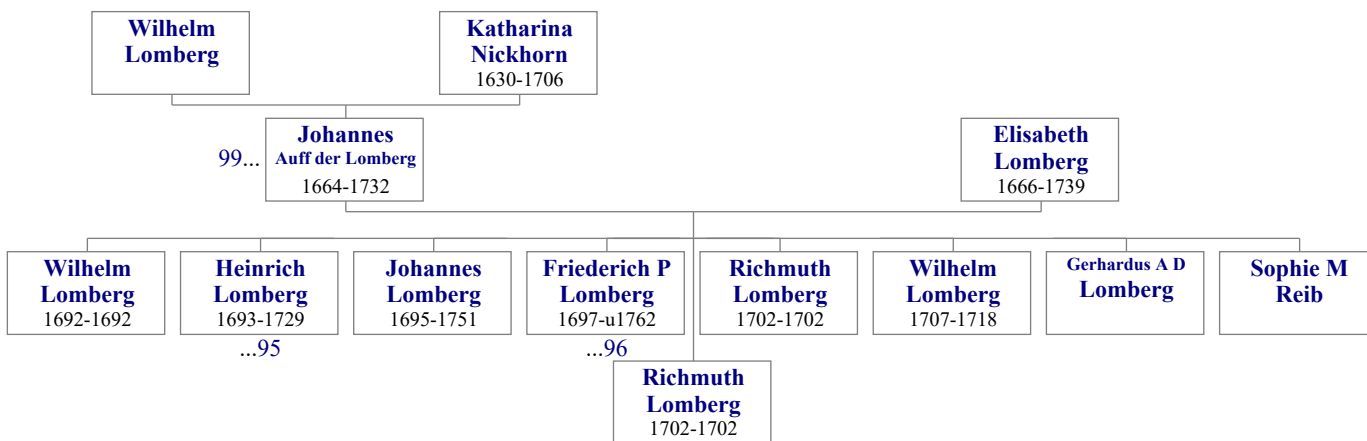 Wilhelm
Lomberg
Katharina
Nickhorn
1630-1706
99...
Johannes
Auff der Lomberg
1664-1732
Elisabeth
Lomberg
1666-1739
Wilhelm
Lomberg
1692-1692
Heinrich
Lomberg
1693-1729
...95
Johannes
Lomberg
1695-1751
Friederich P
Lomberg
1697-u1762
...96
Richmuth
Lomberg
1702-1702
Wilhelm
Lomberg
1707-1718
Gerhardus A D
Lomberg
Sophie M
Reib
Richmuth
Lomberg
1702-1702